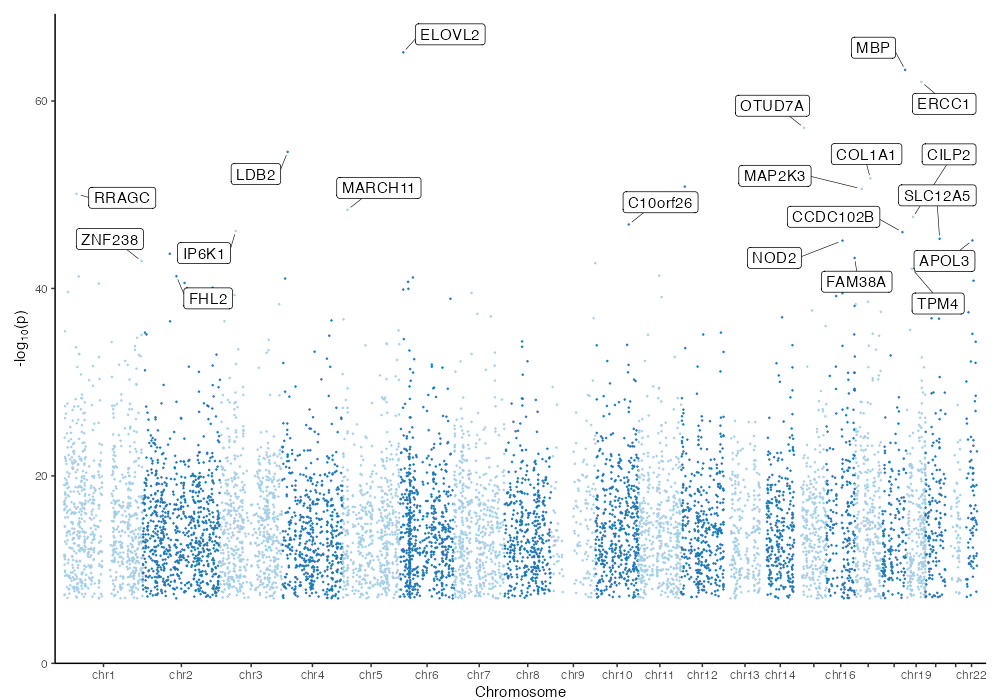 ELOVL2
MBP
60
ERCC1
OTUD7A
COL1A1
CILP2
LDB2
MAP2K3
MARCH11
RRAGC
SLC12A5
C10orf26
CCDC102B
ZNF238
IP6K1
NOD2
APOL3
FAM38A
40
FHL2
TPM4
-log10(p)
20
0
chr1 chr2 chr3 chr4 chr5 chr6 chr7 chr8 chr9 chr10 chr11 chr12 chr13 chr14 chr16 chr18 chr19 chr20 chr22
Chromosome